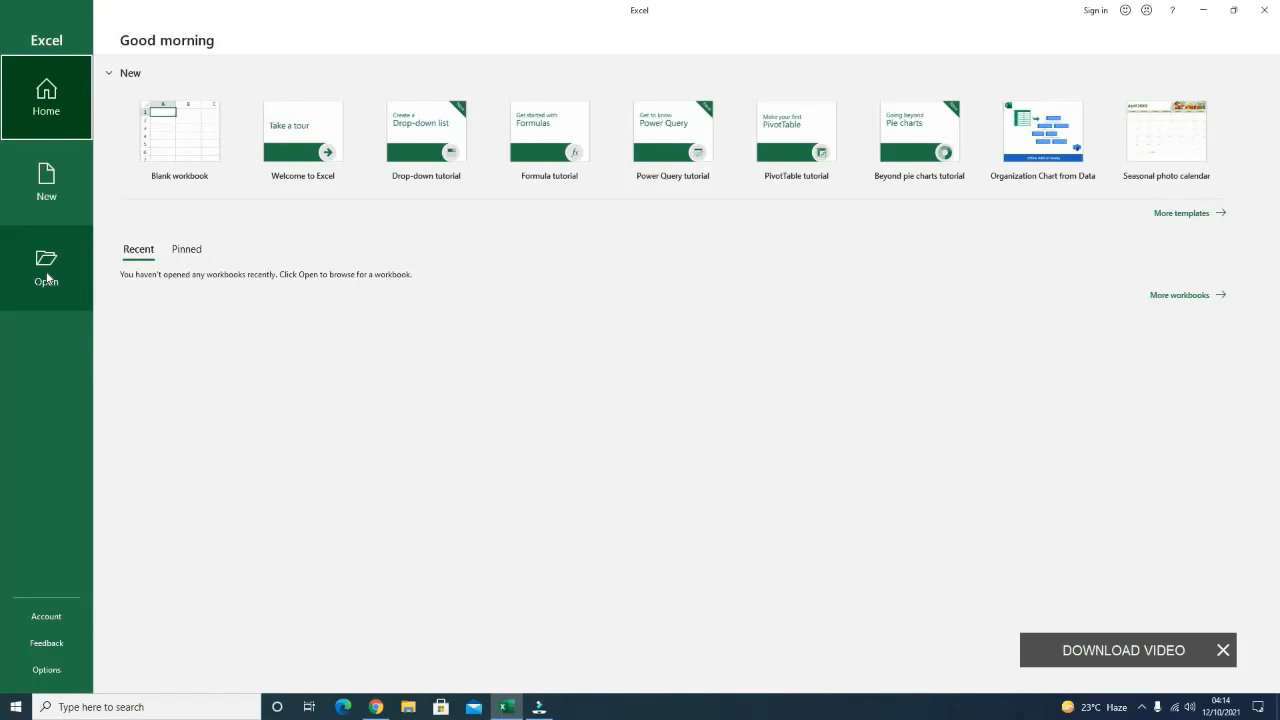 Excel
Sign in
Excel
Good morning
Home
New
Open
New
Blank workbook
Take a tour
Welcome to Excel
Create a
Drop-down list
Drop-down tutorial
Get started with
Formulas
fx
Formula tutorial
Get to know
Power Query
Power Query tutorial
Make your first
PivotTable
PivotTable tutorial
Going beyond
Pie charts
Beyond pie charts tutorial
Organization Chart from Data
Seasonal photo calendar
More templates
Recent Pinned
You haven't opened any workbooks recently. Click Open to browse for a workbook.
More workbooks
Account
Feedback
Options
DOWNLOAD VIDEO
Type here to search
23°C Haze
04:14
12/10/2021